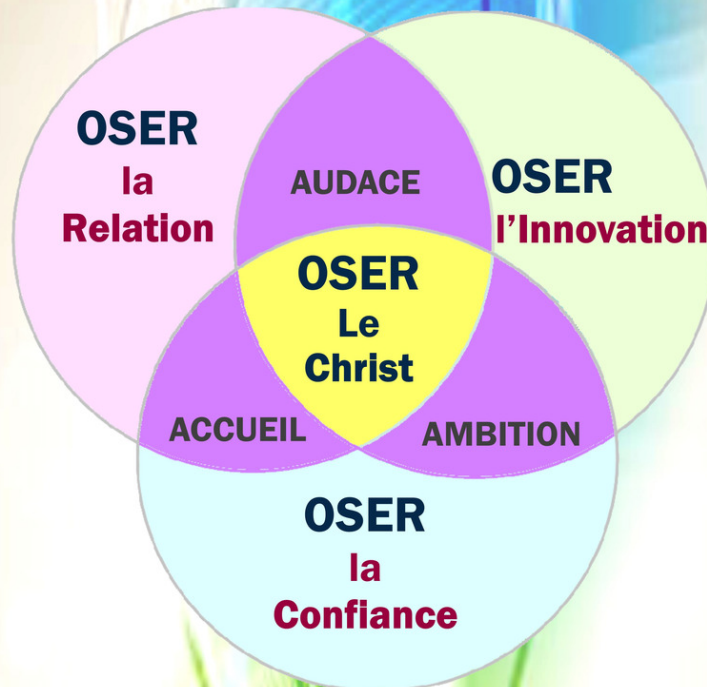 OSER
la
Relation
AUDACE
OSER
l'Innovation
OSER
Le
Christ
ACCUEIL
AMBITION
OSER
la
Confiance